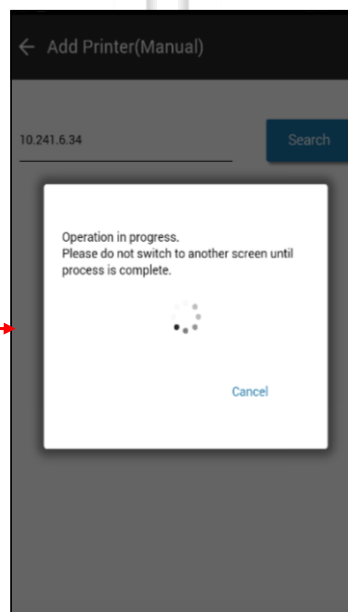 Add Printer(Manual)
10.241.6.34
Search
Operation in progress.
Please do not switch to another screen until
process is complete.
Cancel